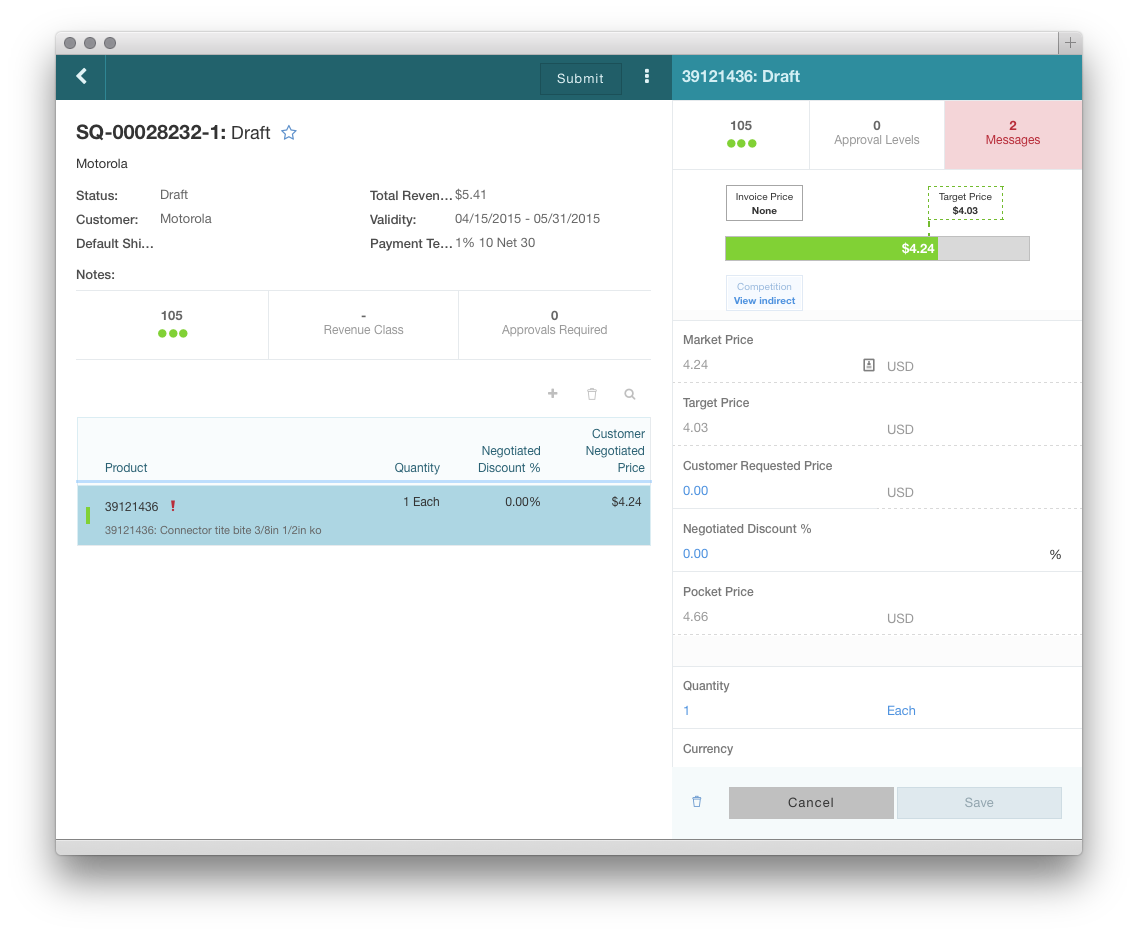 Submit
SQ-00028232-1: Draft
Motorola
Status: Draft
Total Reven... $5.41
Customer: Motorola
Validity: 04/15/2015 - 05/31/2015
Default Shi...
Payment Te... 1% 10 Net 30
Notes:
105
-
Revenue Class
0
Approvals Required
Product
Quantity
Negotiated
Discount %
Customer
Negotiated
Price
39121436 !
1 Each
0.00%
$4.24
39121436: Connector tite bite 3/8in 1/2in ko
39121436: Draft
105
0
Approval Levels
2
Messages
Invoice Price
None
Target Price
$4.03
$4.24
Competition
View indirect
Market Price
4.24 USD
Target Price
4.03 USD
Customer Requested Price
0.00 USD
Negotiated Discount %
0.00 %
Pocket Price
4.66 USD
Quantity
1 Each
Currency
Cancel
Save